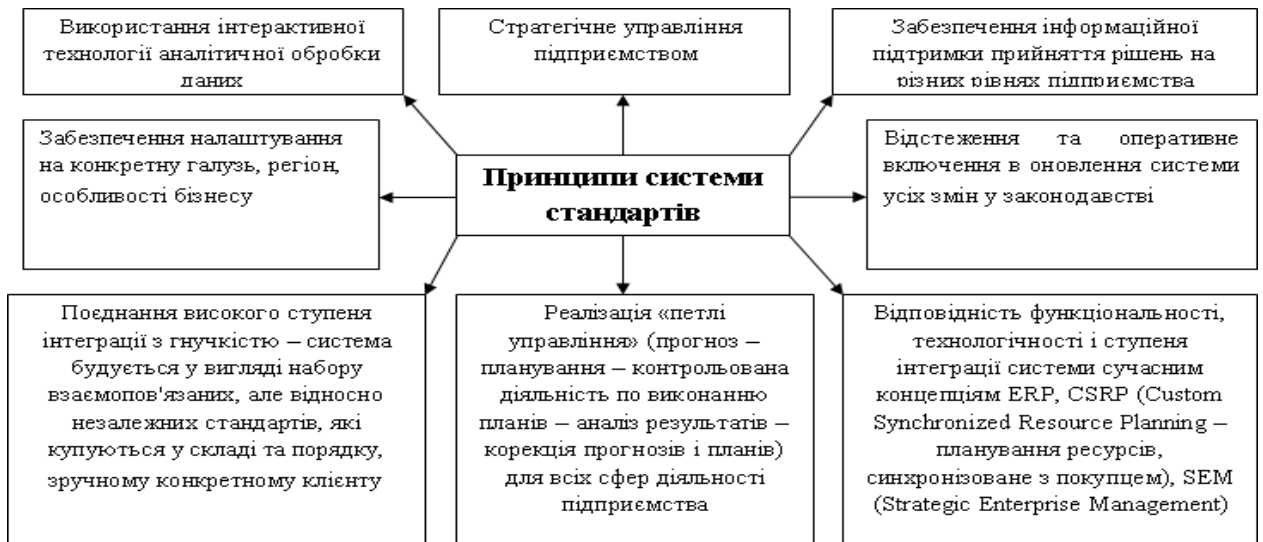 Використання інтерактивної
технології аналітичної обробки
даних
Стратегічне управління
підприємством
Забезпечення інформаційної
підтримки прийняття рішень на
різних рівнях підприємства
Забезпечення налаштування
на конкретну галузь, регіон,
особливості бізнесу
Принципи системи
стандартів
Відстеження та оперативне
включення в оновлення системи
усіх змін у законодавстві
Поєднання високого ступеня
інтеграції з гнучкістю – система
будується у вигляді набору
взаємопов'язаних, але відносно
незалежних стандартів, які
купуються у складі та порядку,
зручному конкретному клієнту
Реалізація «петлі
управління» (прогноз –
планування – контрольована
діяльність по виконанню
планів – аналіз результатів –
корекція прогнозів і планів)
для всіх сфер діяльності
підприємства
Відповідність функціональності,
технологічності і ступеня
інтеграції системи сучасним
концепціям ERP, CSRP (Custom
Synchronized Resource Planning –
планування ресурсів,
синхронізоване з покупцем), SEM
(Strategic Enterprise Management)